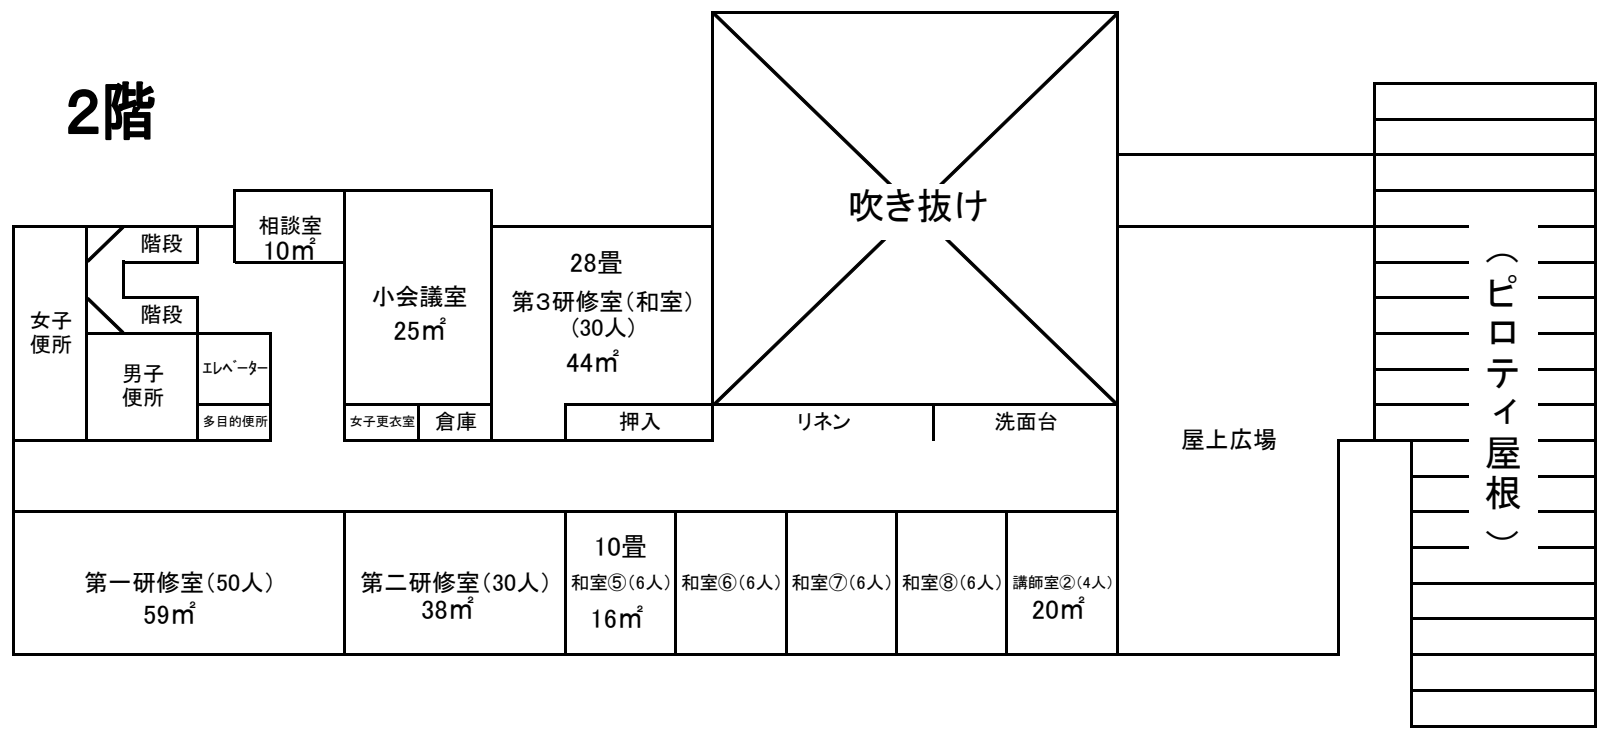 2階
相談室
10㎡
階段
階段
女子
便所
男子
便所
ｴﾚﾍﾞｰﾀｰ
多目的便所
小会議室
25㎡
女子更衣室
倉庫
28畳
第3研修室（和室）
（30人）
44㎡
押入
吹き抜け
リネン
洗面台
屋上広場
（ピロティ屋根）
第一研修室（50人）
59㎡
第二研修室（30人）
38㎡
10畳
和室⑤（6人）
16㎡
和室⑥（6人）
和室⑦（6人）
和室⑧（6人）
講師室②（4人）
20㎡